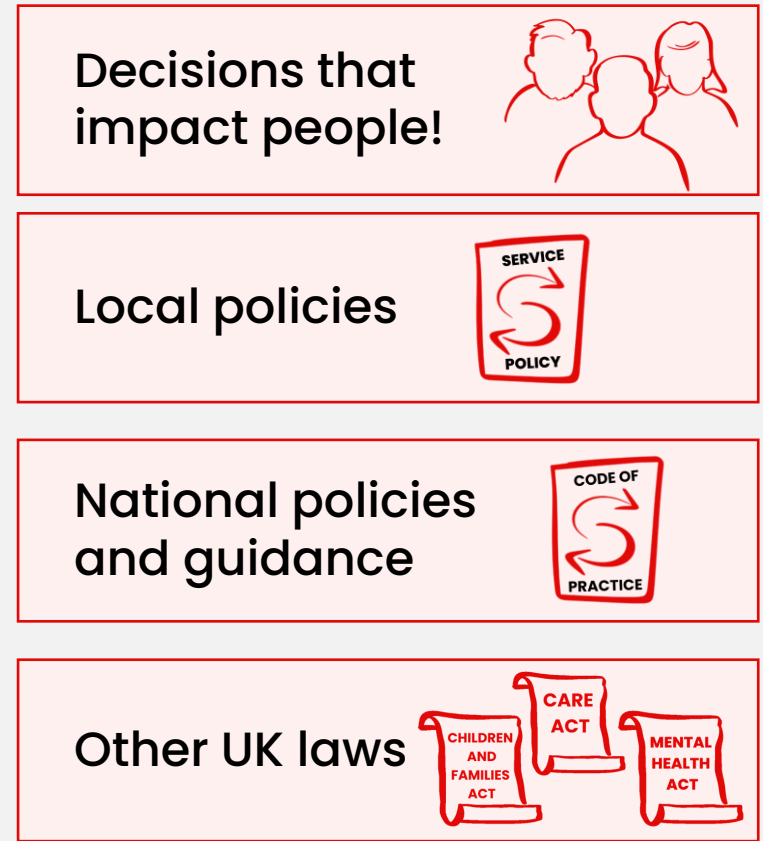 Decisions that
impact people!
Local policies
SERVICE
POLICY
National policies
and guidance
CODE OF
PRACTICE
Other UK laws
CHILDREN
AND
FAMILIES
ACT
CARE
ACT
MENTAL
HEALTH
ACT